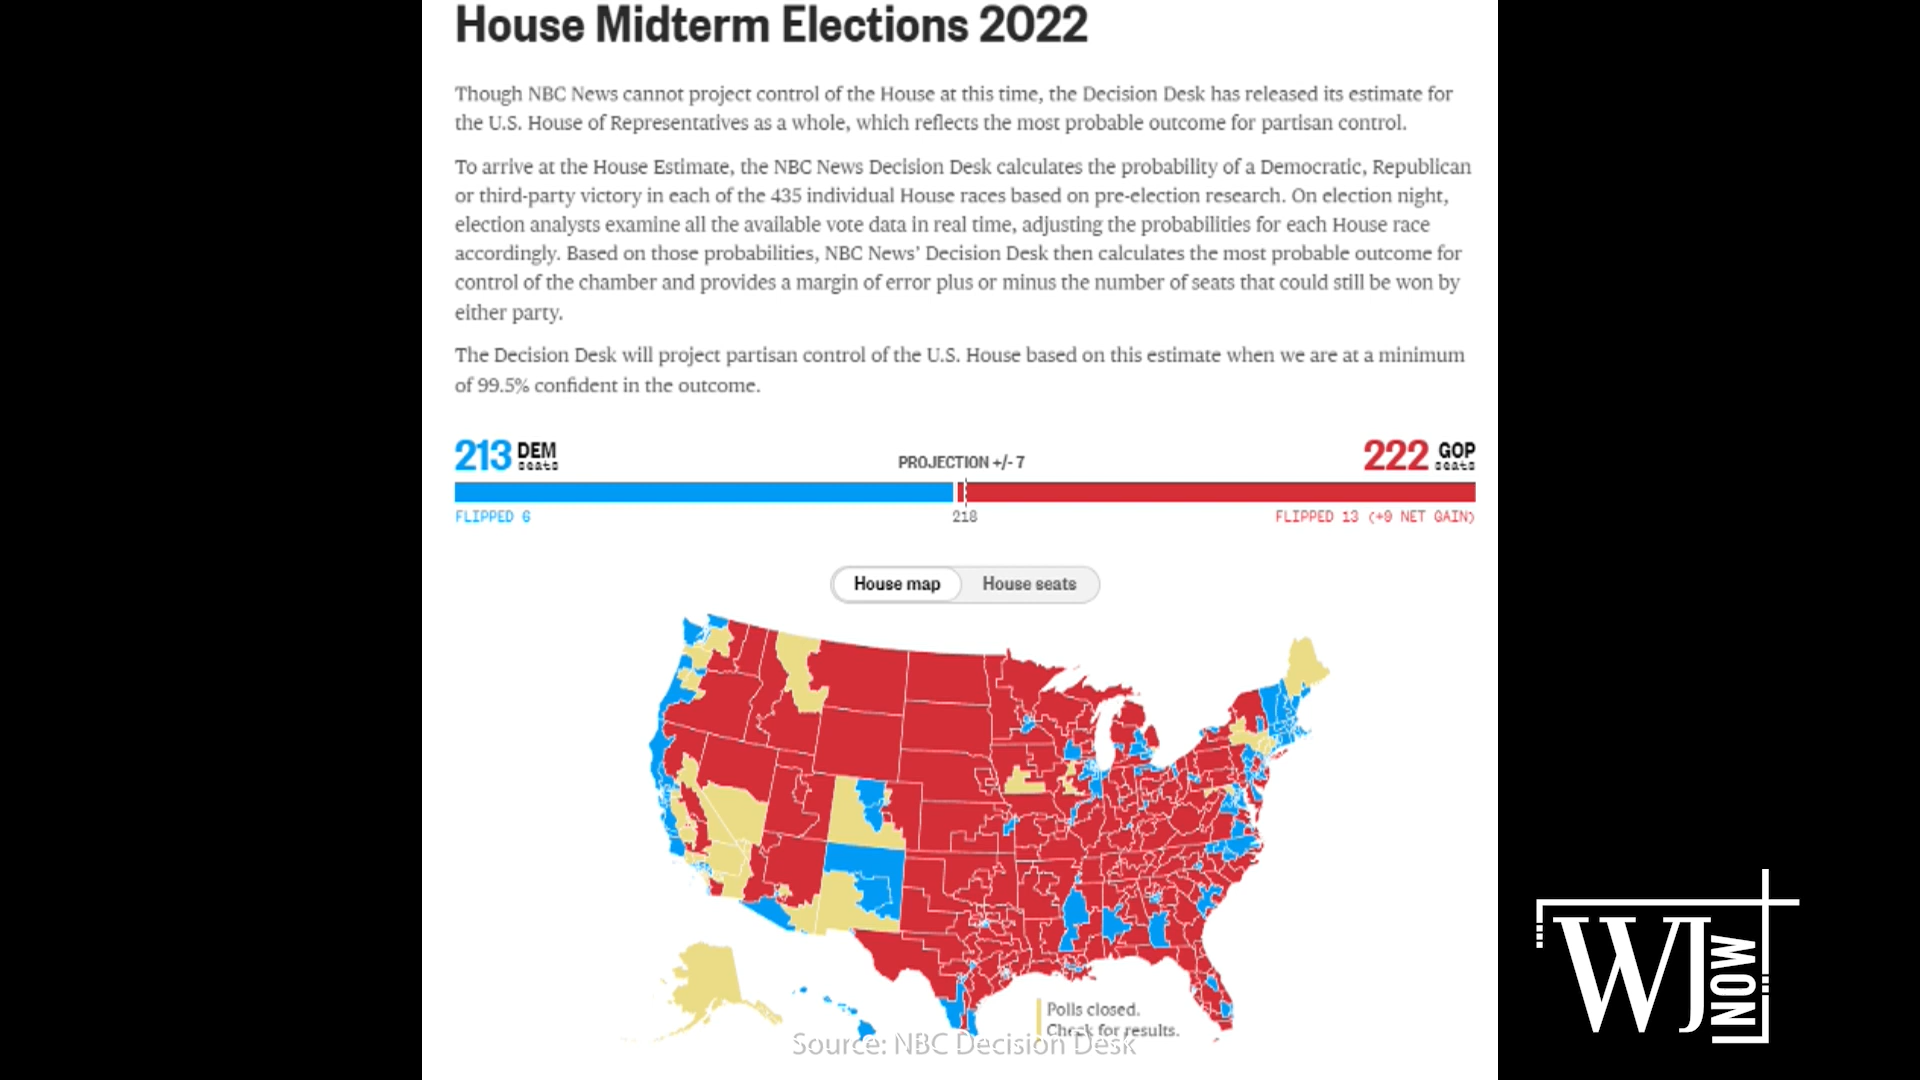 House Midterm Elections 2022
Though NBC News cannot project control of the House at this time, the Decision Desk has released its estimate for
the U.S. House of Representatives as a whole, which reflects the most probable outcome for partisan control.
To arrive at the House Estimate, the NBC News Decision Desk calculates the probability of a Democratic, Republican
or third-party victory in each of the 435 individual House races based on pre-election research. On election night,
election analysts examine all the available vote data in real time, adjusting the probabilities for each House race
accordingly. Based on those probabilities, NBC News’ Decision Desk then calculates the most probable outcome for
control of the chamber and provides a margin of error plus or minus the number of seats that could still be won by
either party.
The Decision Desk will project partisan control of the U.S. House based on this estimate when we are at a minimum
of 99.5% confident in the outcome.
213 DEM seats
PROJECTION +/- 7
222 GOP seats
FLIPPED 6
218
FLIPPED 13 (+9 NET GAIN)
House map House seats
Polls closed.
Check for results.
Source: NBC Decision Desk
WJ NOW